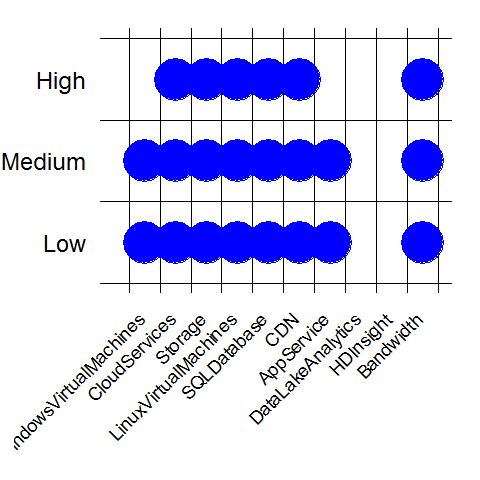 High
Medium
Low
ndowsVirtualMachines
CloudServices
Storage
LinuxVirtualMachines
SQLDatabase
CDN
AppService
DataLakeAnalytics
HDInsight
Bandwidth